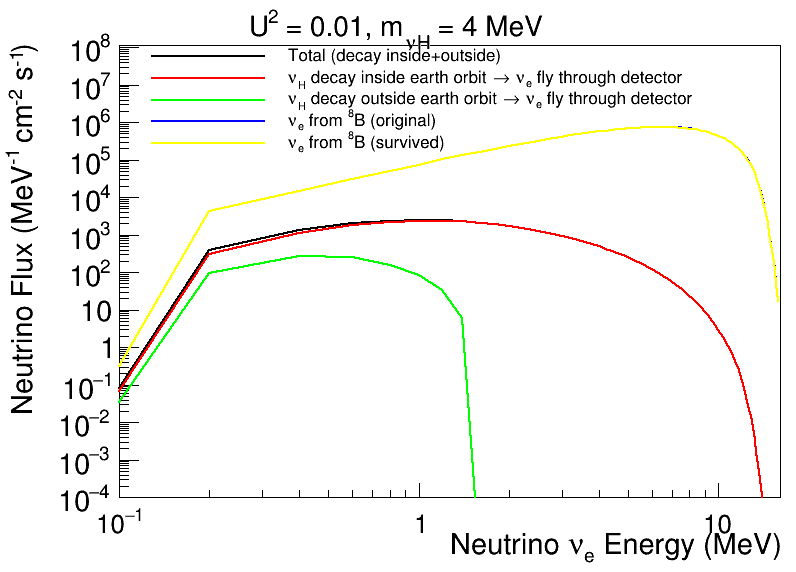 U² = 0.01, m_νH = 4 MeV
Total (decay inside+outside)
ν_H decay inside earth orbit → ν_e fly through detector
ν_H decay outside earth orbit → ν_e fly through detector
ν_e from ⁸B (original)
ν_e from ⁸B (survived)
Neutrino Flux (MeV⁻¹ cm⁻² s⁻¹)
10⁸
10⁷
10⁶
10⁵
10⁴
10³
10²
10
1
10⁻¹
10⁻²
10⁻³
10⁻⁴
10⁻¹ 1 10
Neutrino ν_e Energy (MeV)